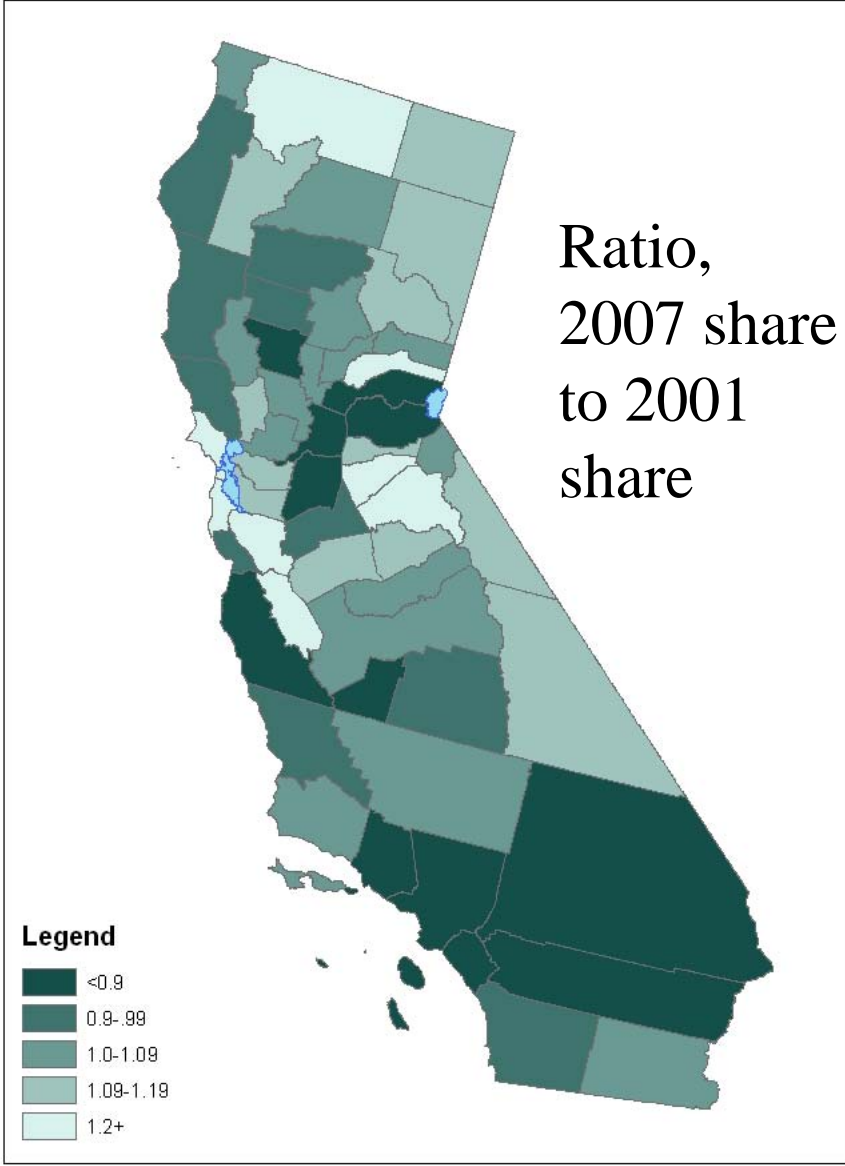 Ratio,
2007 share
to 2001
share
Legend
<0.9
0.9-.99
1.0-1.09
1.09-1.19
1.2+